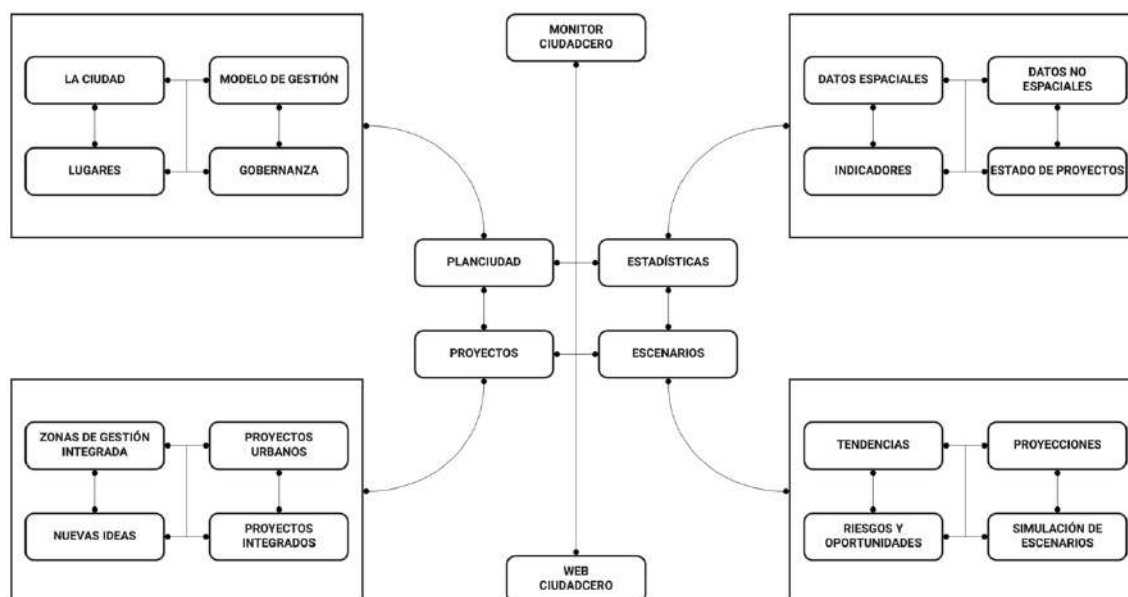 MONITOR
CIUDADCERO
LA CIUDAD
MODELO DE GESTIÓN
LUGARES
GOBERNANZA
DATOS ESPACIALES
DATOS NO
ESPACIALES
INDICADORES
ESTADO DE PROYECTOS
PLANCIUDAD
ESTADÍSTICAS
PROYECTOS
ESCENARIOS
ZONAS DE GESTIÓN
INTEGRADA
PROYECTOS
URBANOS
NUEVAS IDEAS
PROYECTOS
INTEGRADOS
TENDENCIAS
PROYECCIONES
RIESGOS Y
OPORTUNIDADES
SIMULACIÓN DE
ESCENARIOS
WEB
CIUDADCERO